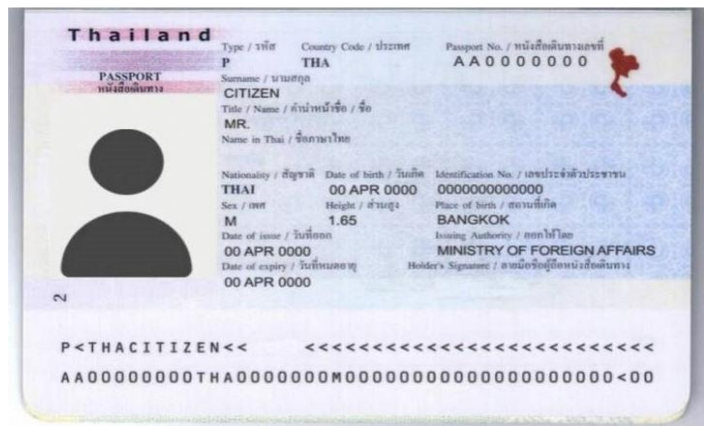 Thailand
PASSPORT
หนังสือเดินทาง
Type / รหัส Country Code / ประเทศ Passport No. / หนังสือเดินทางเลขที่
P THA AA0000000
Surname / นามสกุล
CITIZEN
Title / Name / คำนำหน้าชื่อ / ชื่อ
MR.
Name in Thai / ชื่อภาษาไทย
Nationality / สัญชาติ Date of birth / วันเกิด Identification No. / เลขประจำตัวประชาชน
THAI 00 APR 0000 0000000000000
Sex / เพศ Height / ส่วนสูง Place of birth / สถานที่เกิด
M 1.65 BANGKOK
Date of issue / วันที่ออก Issuing Authority / ออกให้โดย
00 APR 0000 MINISTRY OF FOREIGN AFFAIRS
Date of expiry / วันที่หมดอายุ Holder's Signature / ลายมือชื่อผู้ถือหนังสือเดินทาง
00 APR 0000
2
P<THACITIZEN<< <<<<<<<<<<<<<<<<<<<<<<<<<<
AA00000000THA0000000M0000000000000000000000<00